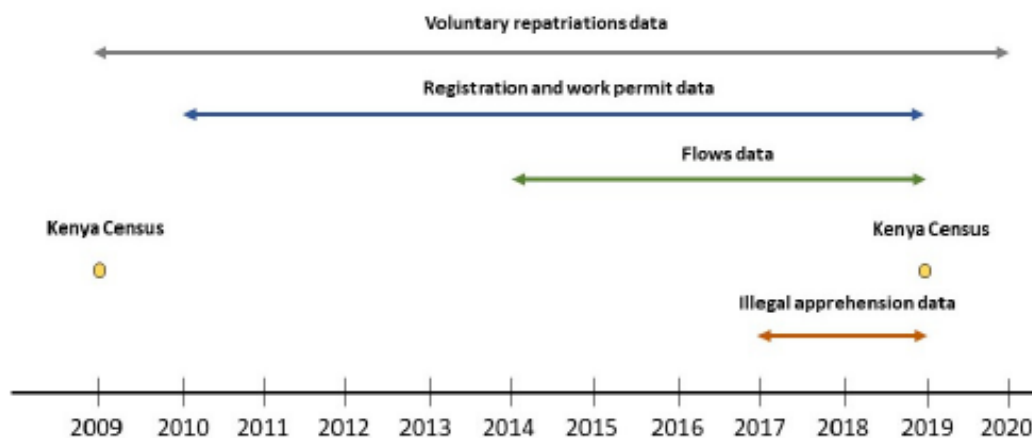 Voluntary repatriations data
Registration and work permit data
Flows data
Kenya Census
Kenya Census
Illegal apprehension data
2009 2010 2011 2012 2013 2014 2015 2016 2017 2018 2019 2020